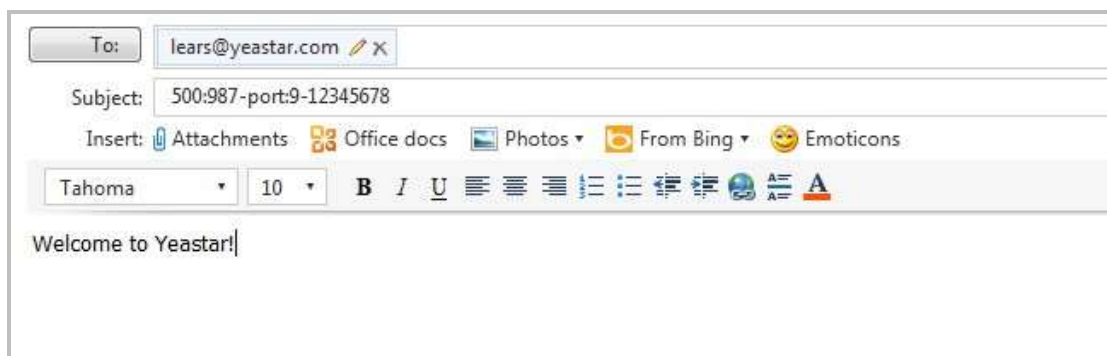 To: lears@yeastar.com
Subject: 500:987-port:9-12345678
Insert: Attachments Office docs Photos From Bing Emoticons
Tahoma 10 B I U A
Welcome to Yeastar!